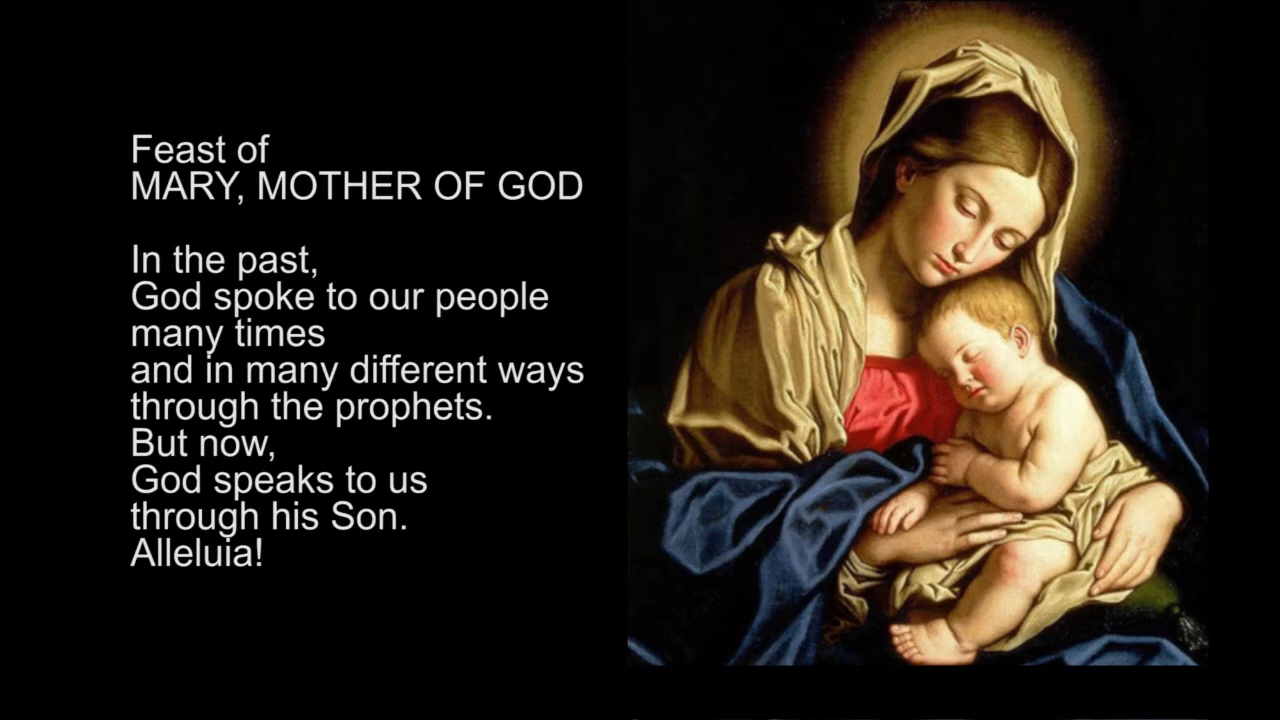 Feast of
MARY, MOTHER OF GOD
In the past,
God spoke to our people
many times
and in many different ways
through the prophets.
But now,
God speaks to us
through his Son.
Alleluia!